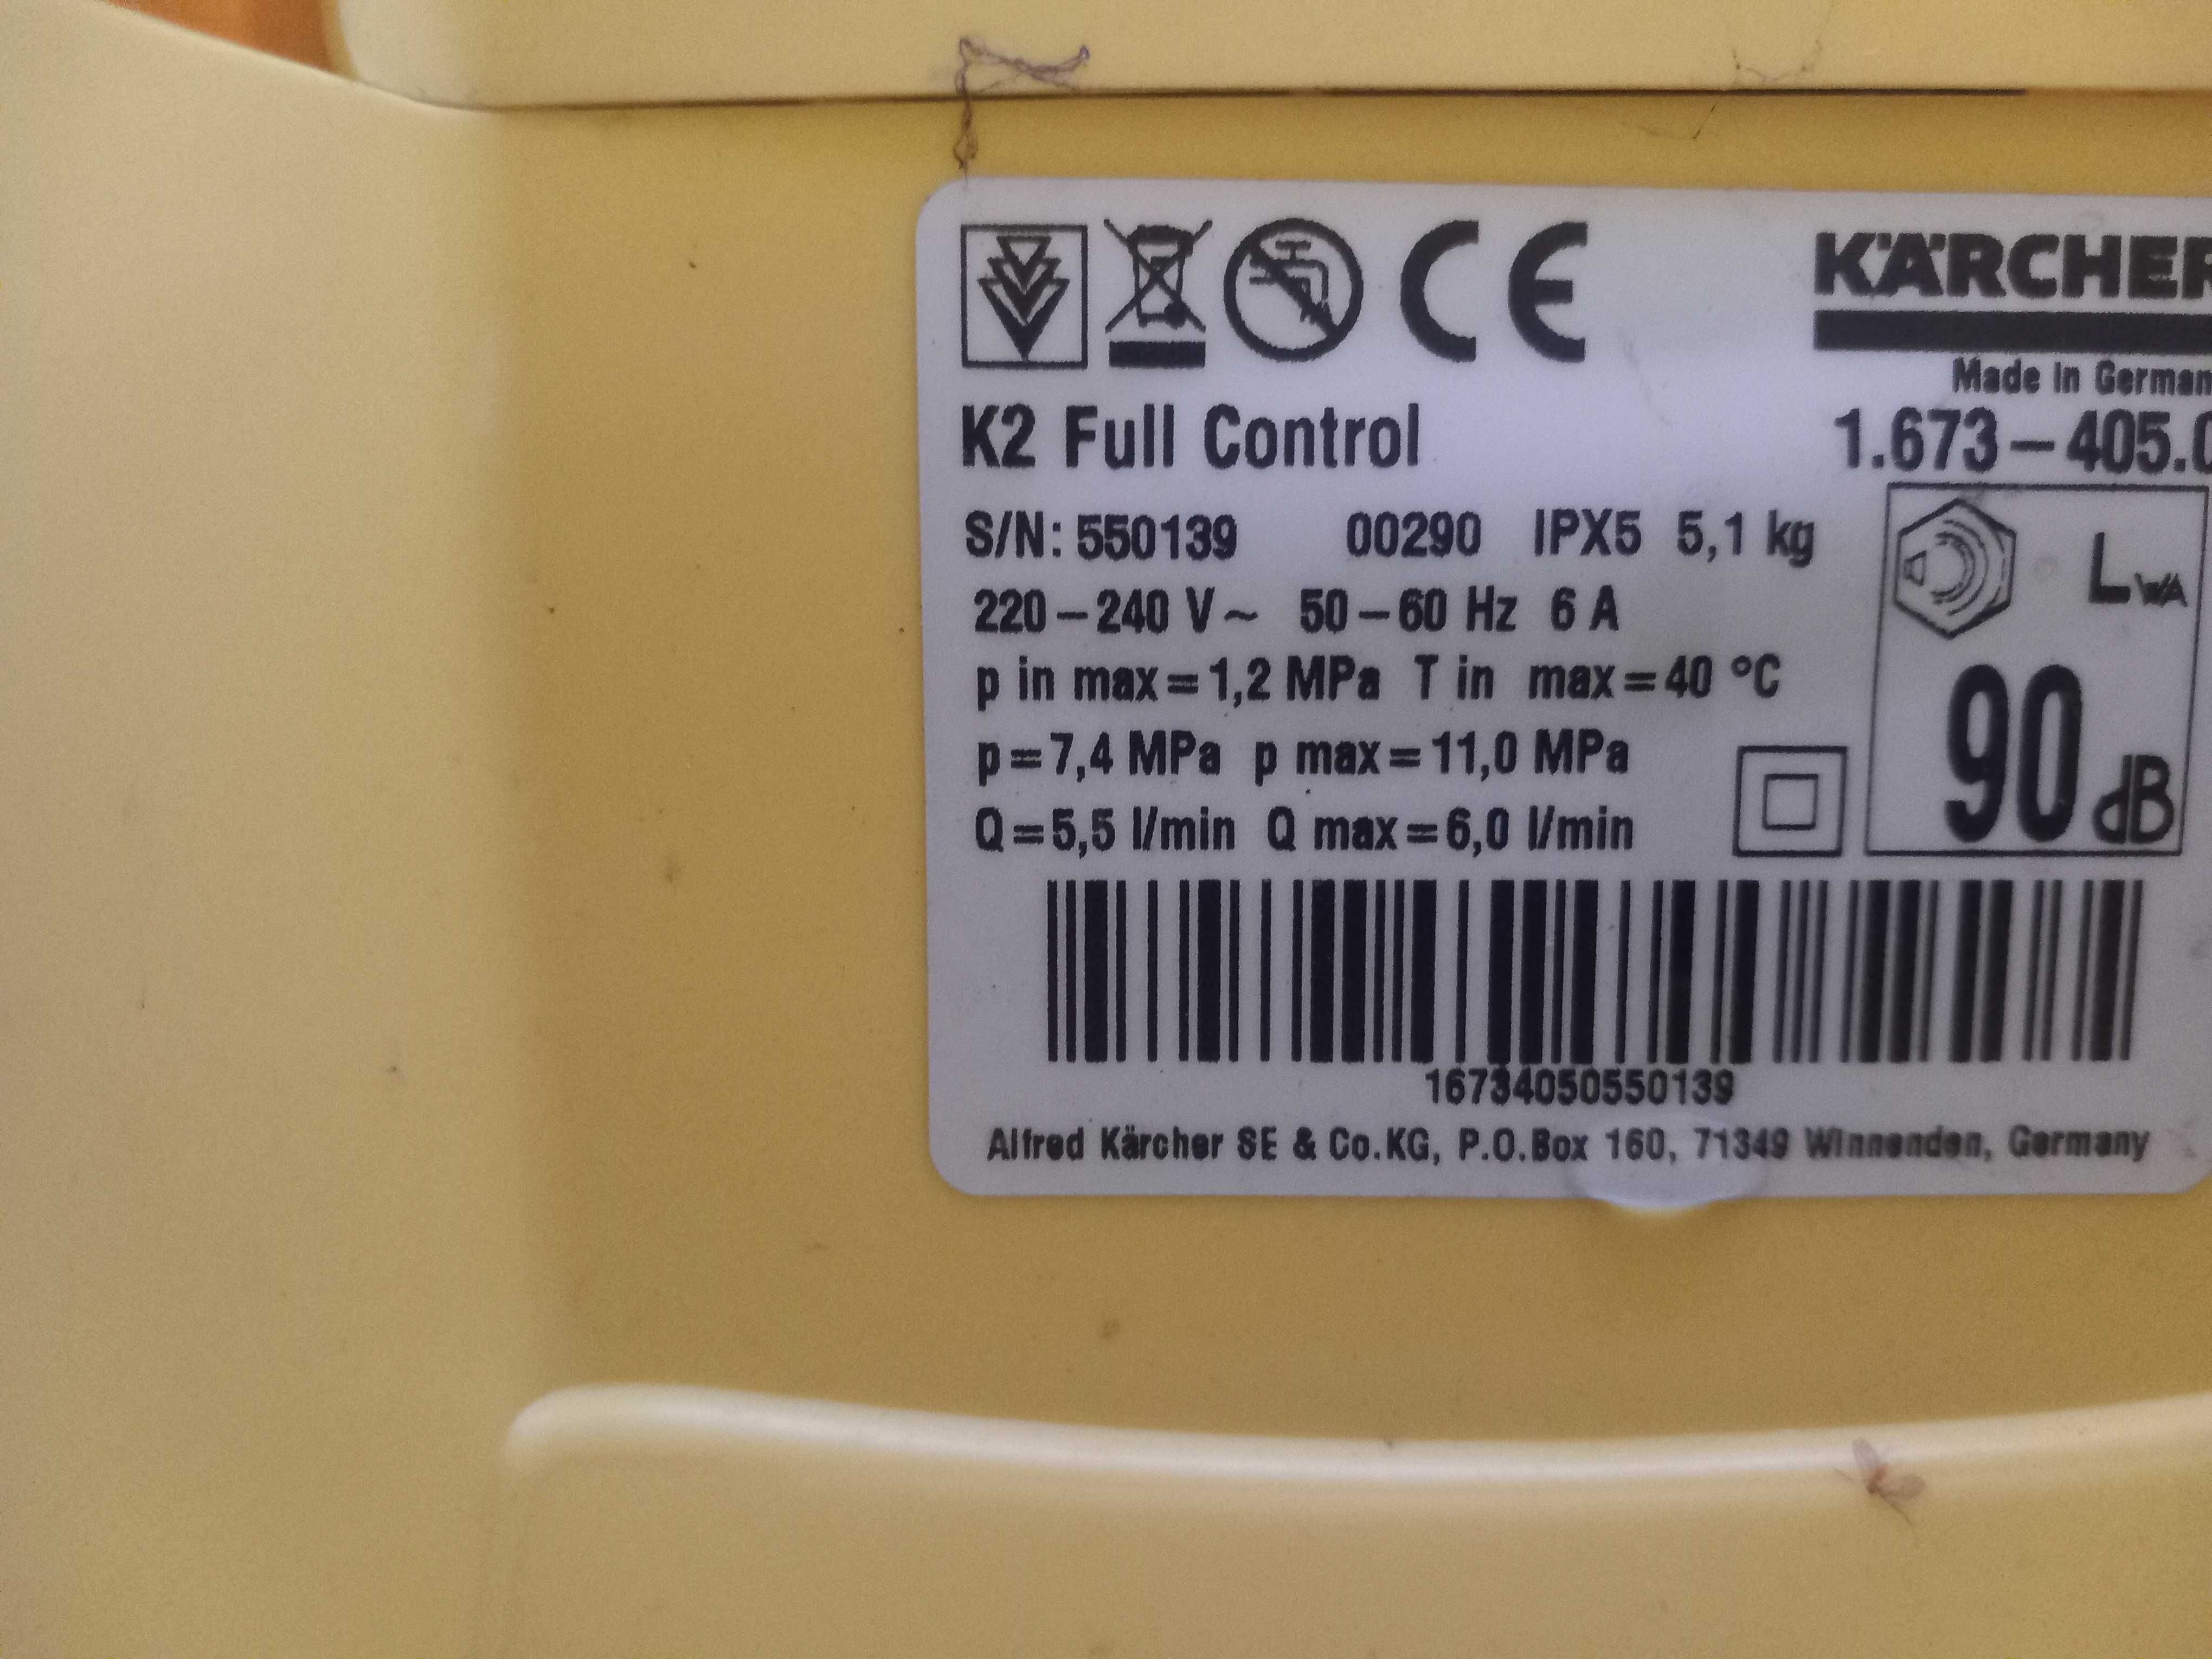 CE
KÄRCHER
Made in German
1.673-405.0
K2 Full Control
S/N: 550139 00290 IPX5 5,1 kg
220-240 V~ 50-60 Hz 6 A
p in max=1,2 MPa T in max=40 °C
p=7,4 MPa p max=11,0 MPa
Q=5,5 l/min Q max=6,0 l/min
LWA
90 dB
16734050550139
Alfred Kärcher SE & Co.KG, P.O.Box 160, 71349 Winnenden, Germany